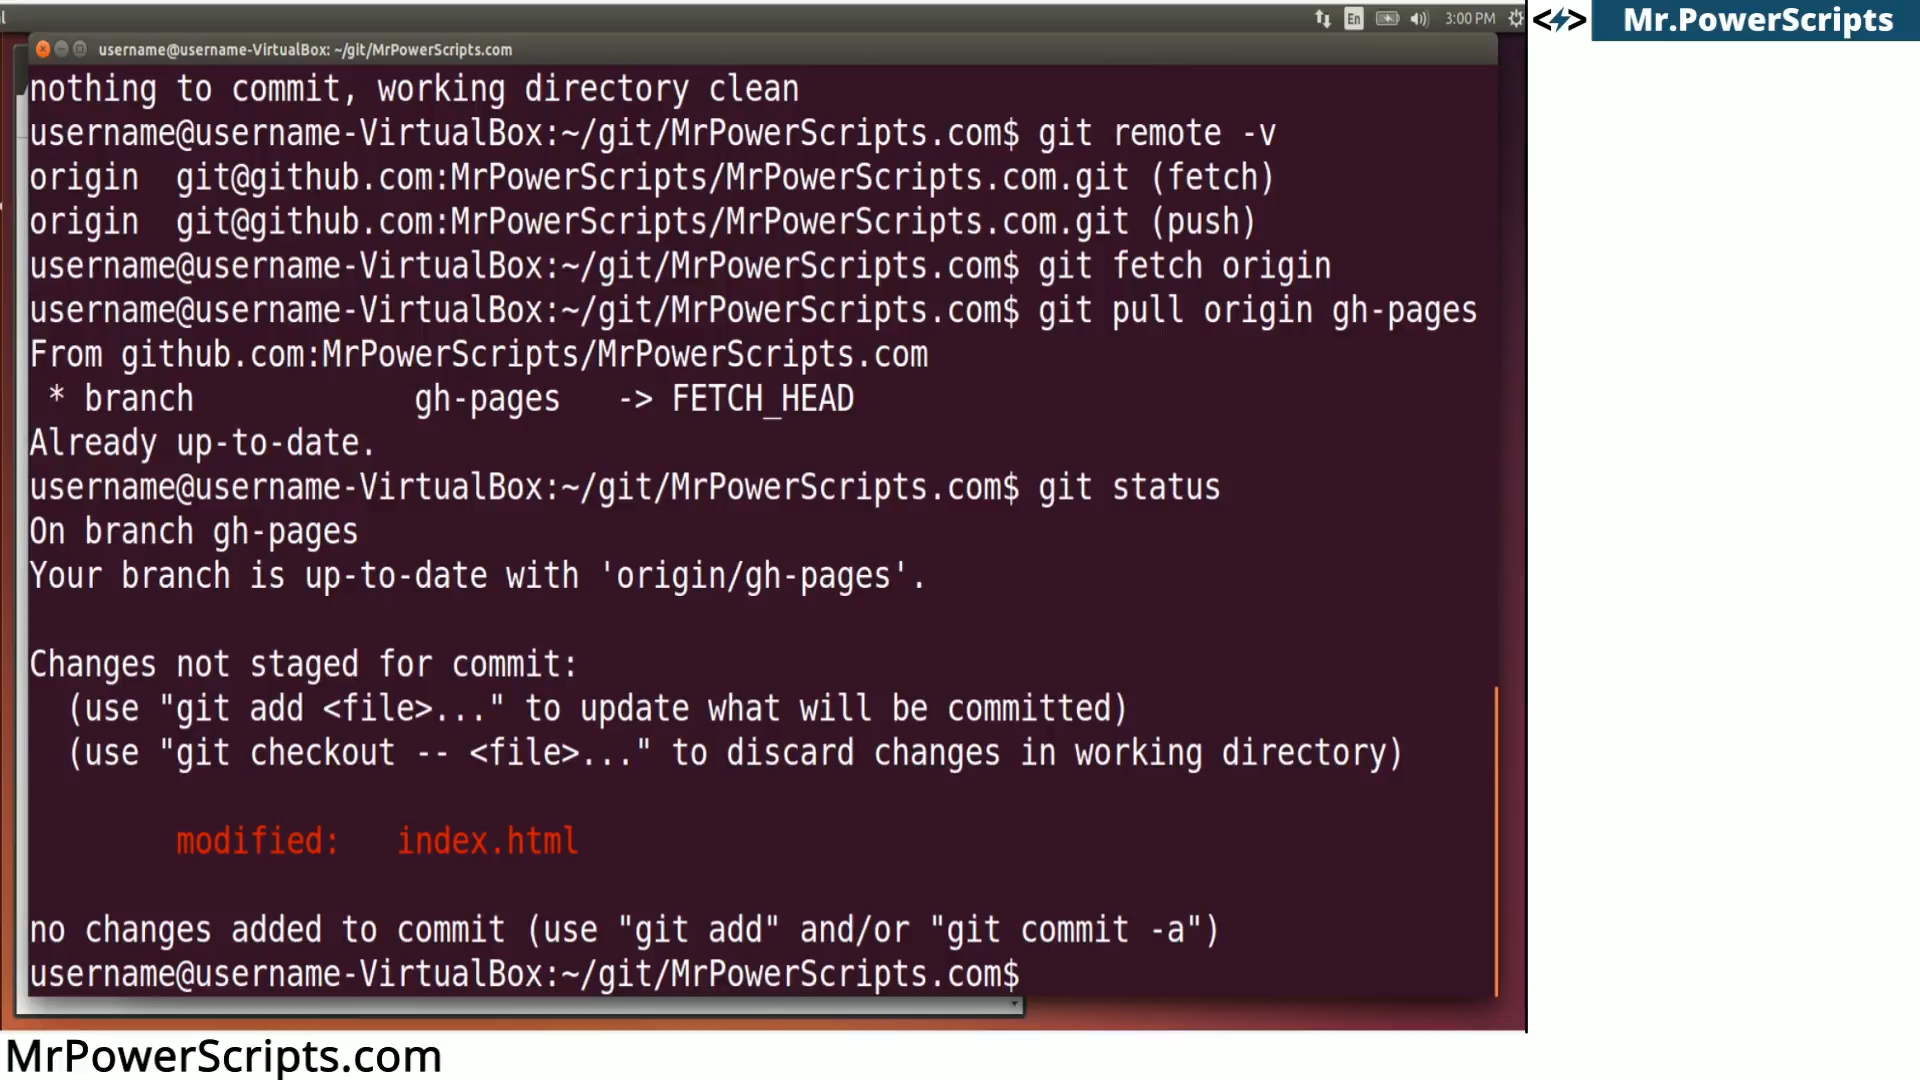 En 3:00 PM
Mr.PowerScripts
username@username-VirtualBox: ~/git/MrPowerScripts.com
nothing to commit, working directory clean
username@username-VirtualBox:~/git/MrPowerScripts.com$ git remote -v
origin  git@github.com:MrPowerScripts/MrPowerScripts.com.git (fetch)
origin  git@github.com:MrPowerScripts/MrPowerScripts.com.git (push)
username@username-VirtualBox:~/git/MrPowerScripts.com$ git fetch origin
username@username-VirtualBox:~/git/MrPowerScripts.com$ git pull origin gh-pages
From github.com:MrPowerScripts/MrPowerScripts.com
 * branch            gh-pages   -> FETCH_HEAD
Already up-to-date.
username@username-VirtualBox:~/git/MrPowerScripts.com$ git status
On branch gh-pages
Your branch is up-to-date with 'origin/gh-pages'.
Changes not staged for commit:
  (use "git add <file>..." to update what will be committed)
  (use "git checkout -- <file>..." to discard changes in working directory)
        modified:   index.html
no changes added to commit (use "git add" and/or "git commit -a")
username@username-VirtualBox:~/git/MrPowerScripts.com$
MrPowerScripts.com